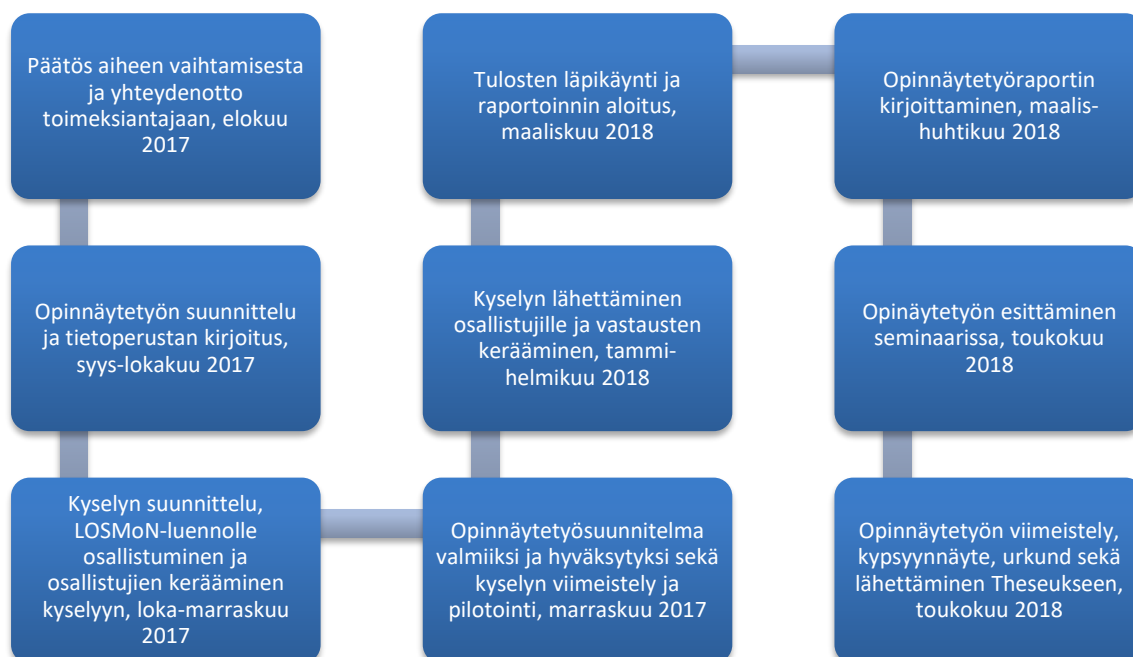 Päätös aiheen vaihtamisesta
ja yhteydenotto
toimeksiantajaan, elokuu
2017
Opinnäytetyön suunnittelu
ja tietoperustan kirjoitus,
syys-lokakuu 2017
Kyselyn suunnittelu,
LOSMoN-luennolle
osallistuminen ja
osallistujien kerääminen
kyselyyn, loka-marraskuu
2017
Opinnäytetyösuunnitelma
valmiiksi ja hyväksytyksi sekä
kyselyn viimeistely ja
pilotointi, marraskuu 2017
Kyselyn lähettäminen
osallistujille ja vastausten
kerääminen, tammi-
helmikuu 2018
Tulosten läpikäynti ja
raportoinnin aloitus,
maaliskuu 2018
Opinnäytetyöraportin
kirjoittaminen, maalis-
huhtikuu 2018
Opinäytetyön esittäminen
seminaarissa, toukokuu
2018
Opinnäytetyön viimeistely,
kypsyynnäyte, urkund sekä
lähettäminen Theseukseen,
toukokuu 2018